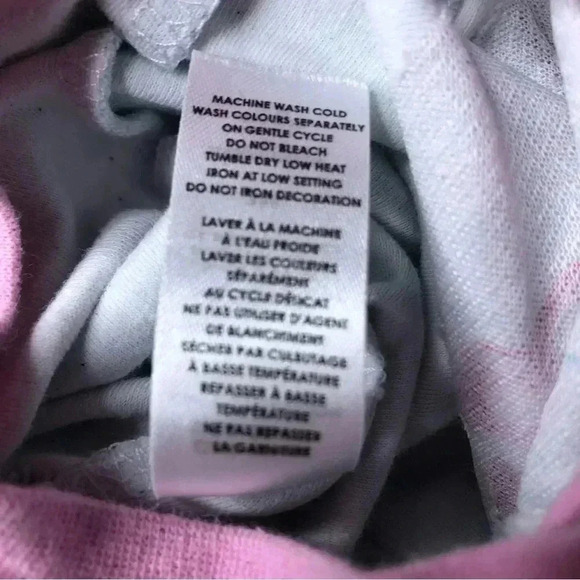 MACHINE WASH COLD
WASH COLOURS SEPARATELY
ON GENTLE CYCLE
DO NOT BLEACH
TUMBLE DRY LOW HEAT
IRON AT LOW SETTING
DO NOT IRON DECORATION
LAVER À LA MACHINE
À L'EAU FROIDE
LAVER LES COULEURS
SÉPARÉMENT
AU CYCLE DÉLICAT
NE PAS UTILISER D'AGENT
DE BLANCHIMENT
SÉCHER PAR CULBUTAGE
À BASSE TEMPÉRATURE
REPASSER À BASSE
TEMPÉRATURE
NE PAS REPASSER
LA GARNITURE